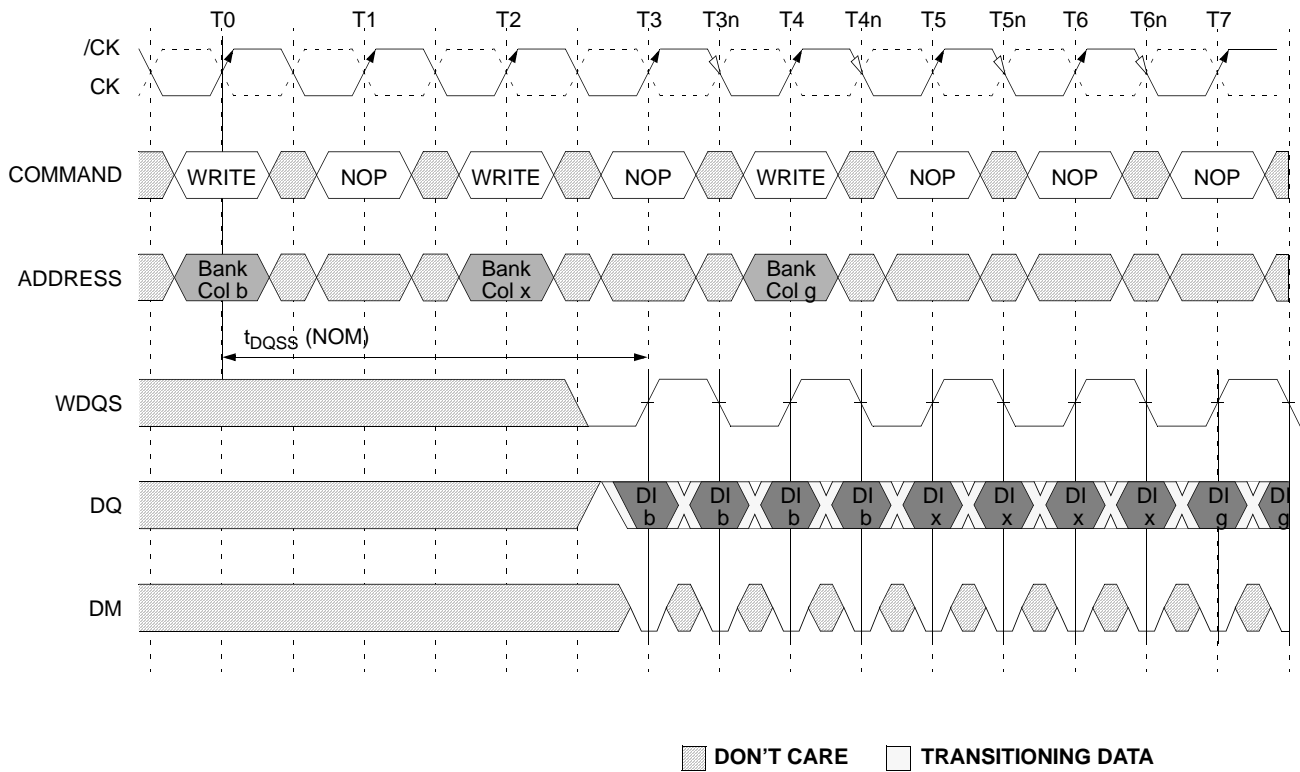 T0 T1 T2 T3 T3n T4 T4n T5 T5n T6 T6n T7
/CK
CK
COMMAND WRITE NOP WRITE NOP WRITE NOP NOP NOP
ADDRESS
Bank
Col b
Bank
Col x
Bank
Col g
tDQSS (NOM)
WDQS
DQ
DI
b
DI
b
DI
b
DI
b
DI
x
DI
x
DI
x
DI
x
DI
g
DI
g
DM
DON'T CARE
TRANSITIONING DATA